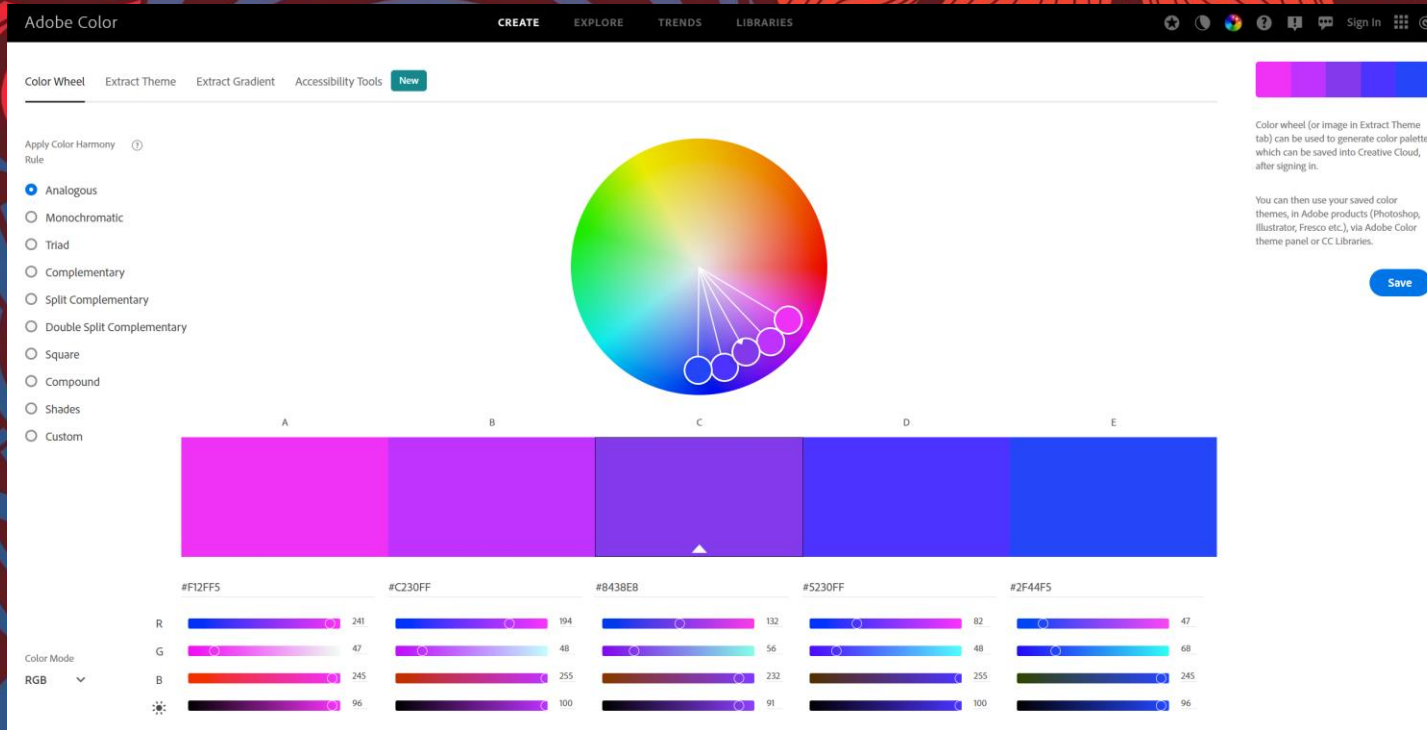 Adobe Color
CREATE EXPLORE TRENDS LIBRARIES
Sign In
Color Wheel Extract Theme Extract Gradient Accessibility Tools New
Apply Color Harmony
Rule
Analogous
Monochromatic
Triad
Complementary
Split Complementary
Double Split Complementary
Square
Compound
Shades
Custom
Color wheel (or image in Extract Theme
tab) can be used to generate color palette
which can be saved into Creative Cloud,
after signing in.
You can then use your saved color
themes, in Adobe products (Photoshop,
Illustrator, Fresco etc.), via Adobe Color
theme panel or CC Libraries.
Save
A B C D E
#F12FF5 #C230FF #8438E8 #5230FF #2F44F5
R 241 194 132 82 47
G 47 48 56 48 68
B 245 255 232 255 245
96 100 91 100 96
Color Mode
RGB